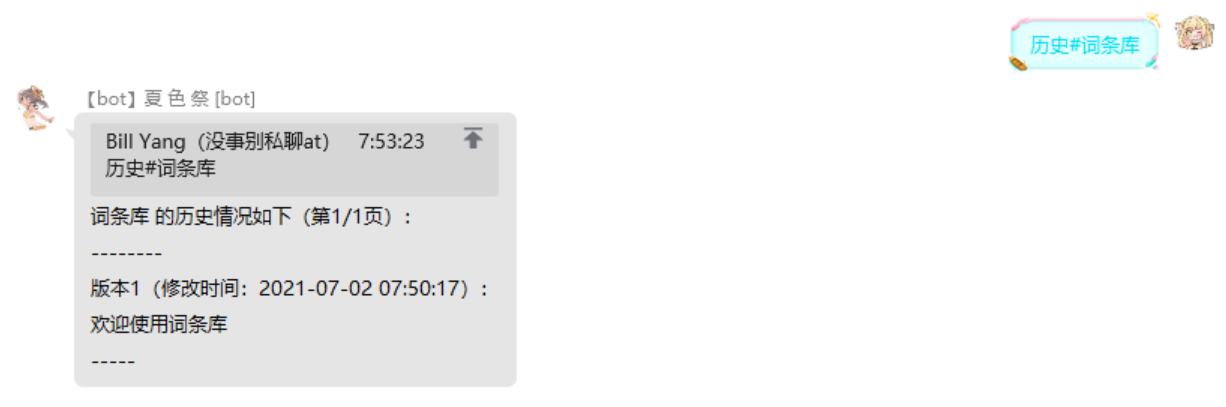 历史#词条库
【bot】夏色祭 [bot]
Bill Yang（没事别私聊at） 7:53:23
历史#词条库
词条库 的历史情况如下（第1/1页）：
--------
版本1（修改时间：2021-07-02 07:50:17）：
欢迎使用词条库
-----